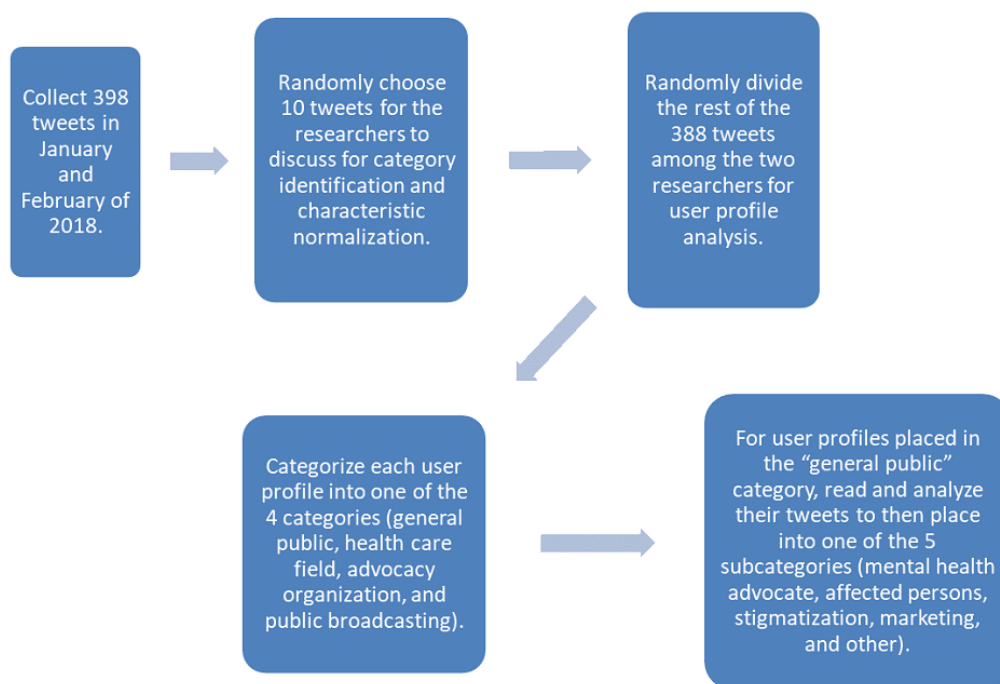 Collect 398
tweets in
January
and
February of
2018.
Randomly choose
10 tweets for the
researchers to
discuss for category
identification and
characteristic
normalization.
Randomly divide
the rest of the
388 tweets
among the two
researchers for
user profile
analysis.
Categorize each user
profile into one of the
4 categories (general
public, health care
field, advocacy
organization, and
public broadcasting).
For user profiles placed in
the “general public”
category, read and analyze
their tweets to then place
into one of the 5
subcategories (mental health
advocate, affected persons,
stigmatization, marketing,
and other).